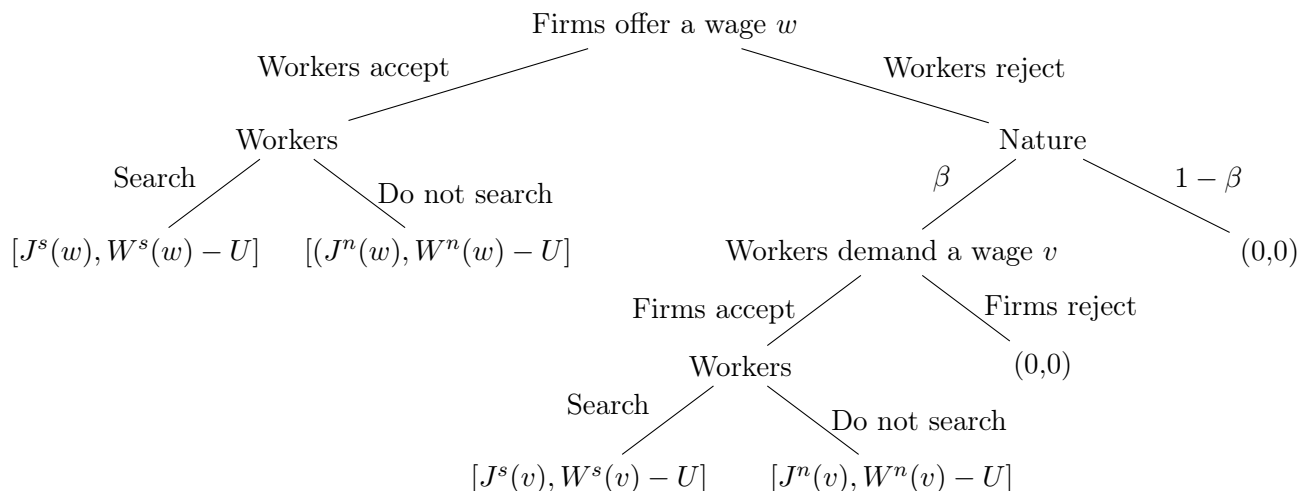 Firms offer a wage w
Workers accept
Workers reject
Workers
Nature
Search
Do not search
β
1 − β
[J^s(w), W^s(w) − U]
[(J^n(w), W^n(w) − U]
Workers demand a wage v
(0,0)
Firms accept
Firms reject
Workers
(0,0)
Search
Do not search
[J^s(v), W^s(v) − U]
[J^n(v), W^n(v) − U]